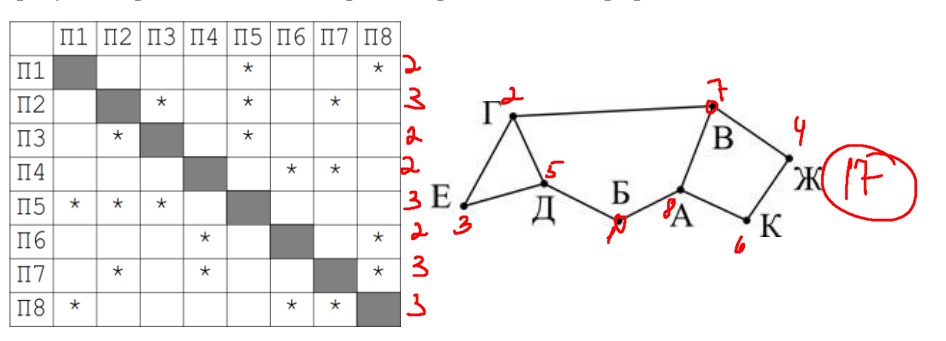 П1 П2 П3 П4 П5 П6 П7 П8
П1 * * 2
П2 * * * 3
П3 * * 2
П4 * * 2
П5 * * * 3
П6 * * 2
П7 * * * 3
П8 * * * 3
Г 2
7
В
4
Ж
17
Е
3
5
Д
Б
1
8
А
К
6